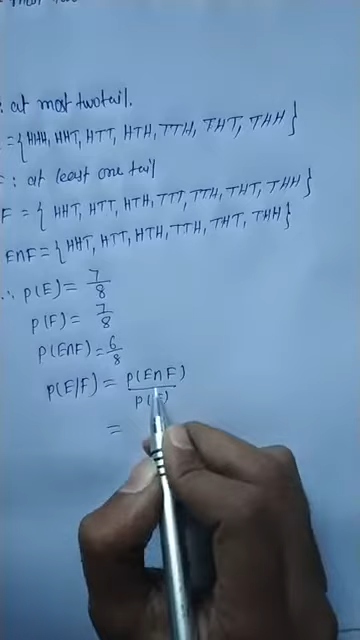 : at most two tail.
= {HHH, HHT, HTT, HTH, TTH, THT, THH}
: at least one tail
F = { HHT, HTT, HTH, TTT, TTH, THT, THH}
E∩F = {HHT, HTT, HTH, TTH, THT, THH}
∴ P(E) = 7/8
P(F) = 7/8
P(E∩F) = 6/8
P(E/F) = P(E∩F)/P(
=